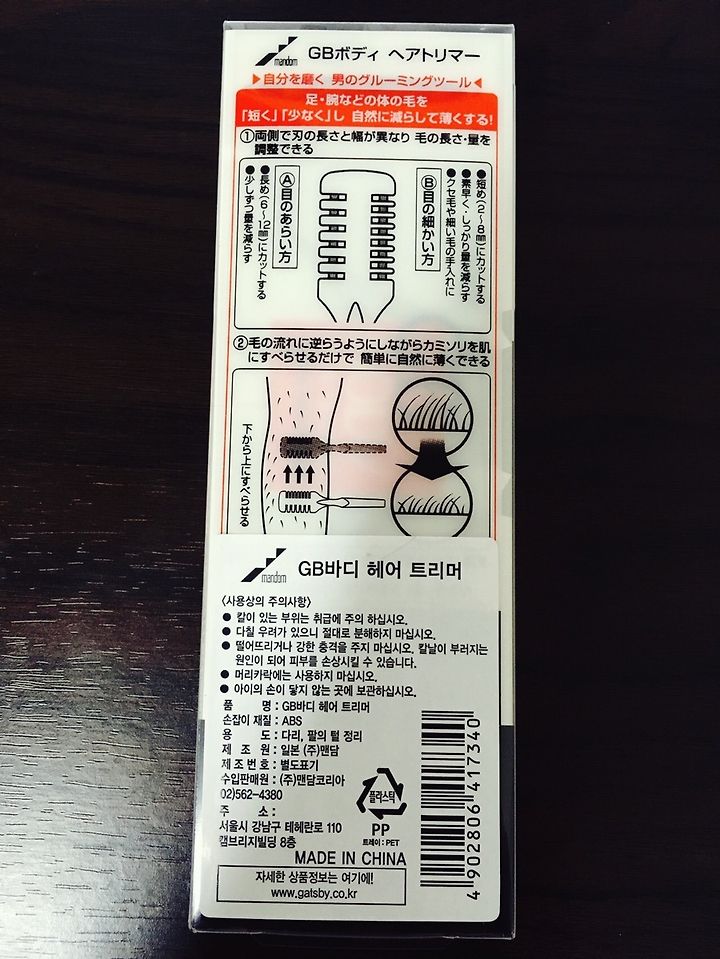 mandom GBボディ ヘアトリマー
▶自分を磨く 男のグルーミングツール◀
足・腕などの体の毛を
「短く」「少なく」し 自然に減らして薄くする!
①両側で刃の長さと幅が異なり 毛の長さ・量を
調整できる
●短め(2〜8㎜)にカットする
●素早く・しっかり量を減らす
●クセ毛や細い毛の手入れに
Ⓑ目の細かい方
Ⓐ目のあらい方
●長め(6〜12㎜)にカットする
●少しずつ量を減らす
②毛の流れに逆らうようにしながらカミソリを肌
にすべらせるだけで 簡単に自然に薄くできる
下から上にすべらせる
mandom GB바디 헤어 트리머
〈사용상의 주의사항〉
● 칼이 있는 부위는 취급에 주의 하십시오.
● 다칠 우려가 있으니 절대로 분해하지 마십시오.
● 떨어뜨리거나 강한 충격을 주지 마십시오. 칼날이 부러지는
원인이 되어 피부를 손상시킬 수 있습니다.
● 머리카락에는 사용하지 마십시오.
● 아이의 손이 닿지 않는 곳에 보관하십시오.
품 명 : GB바디 헤어 트리머
손잡이 재질 : ABS
용 도 : 다리, 팔의 털 정리
제 조 원 : 일본 (주)맨담
제 조 번 호 : 별도표기
수입판매원 : (주)맨담코리아
02)562-4380
주 소 :
서울시 강남구 테헤란로 110
캠브리지빌딩 8층
플라스틱
PP
트레이 : PET
MADE IN CHINA
자세한 상품정보는 여기에!
www.gatsby.co.kr
4 902806 417340